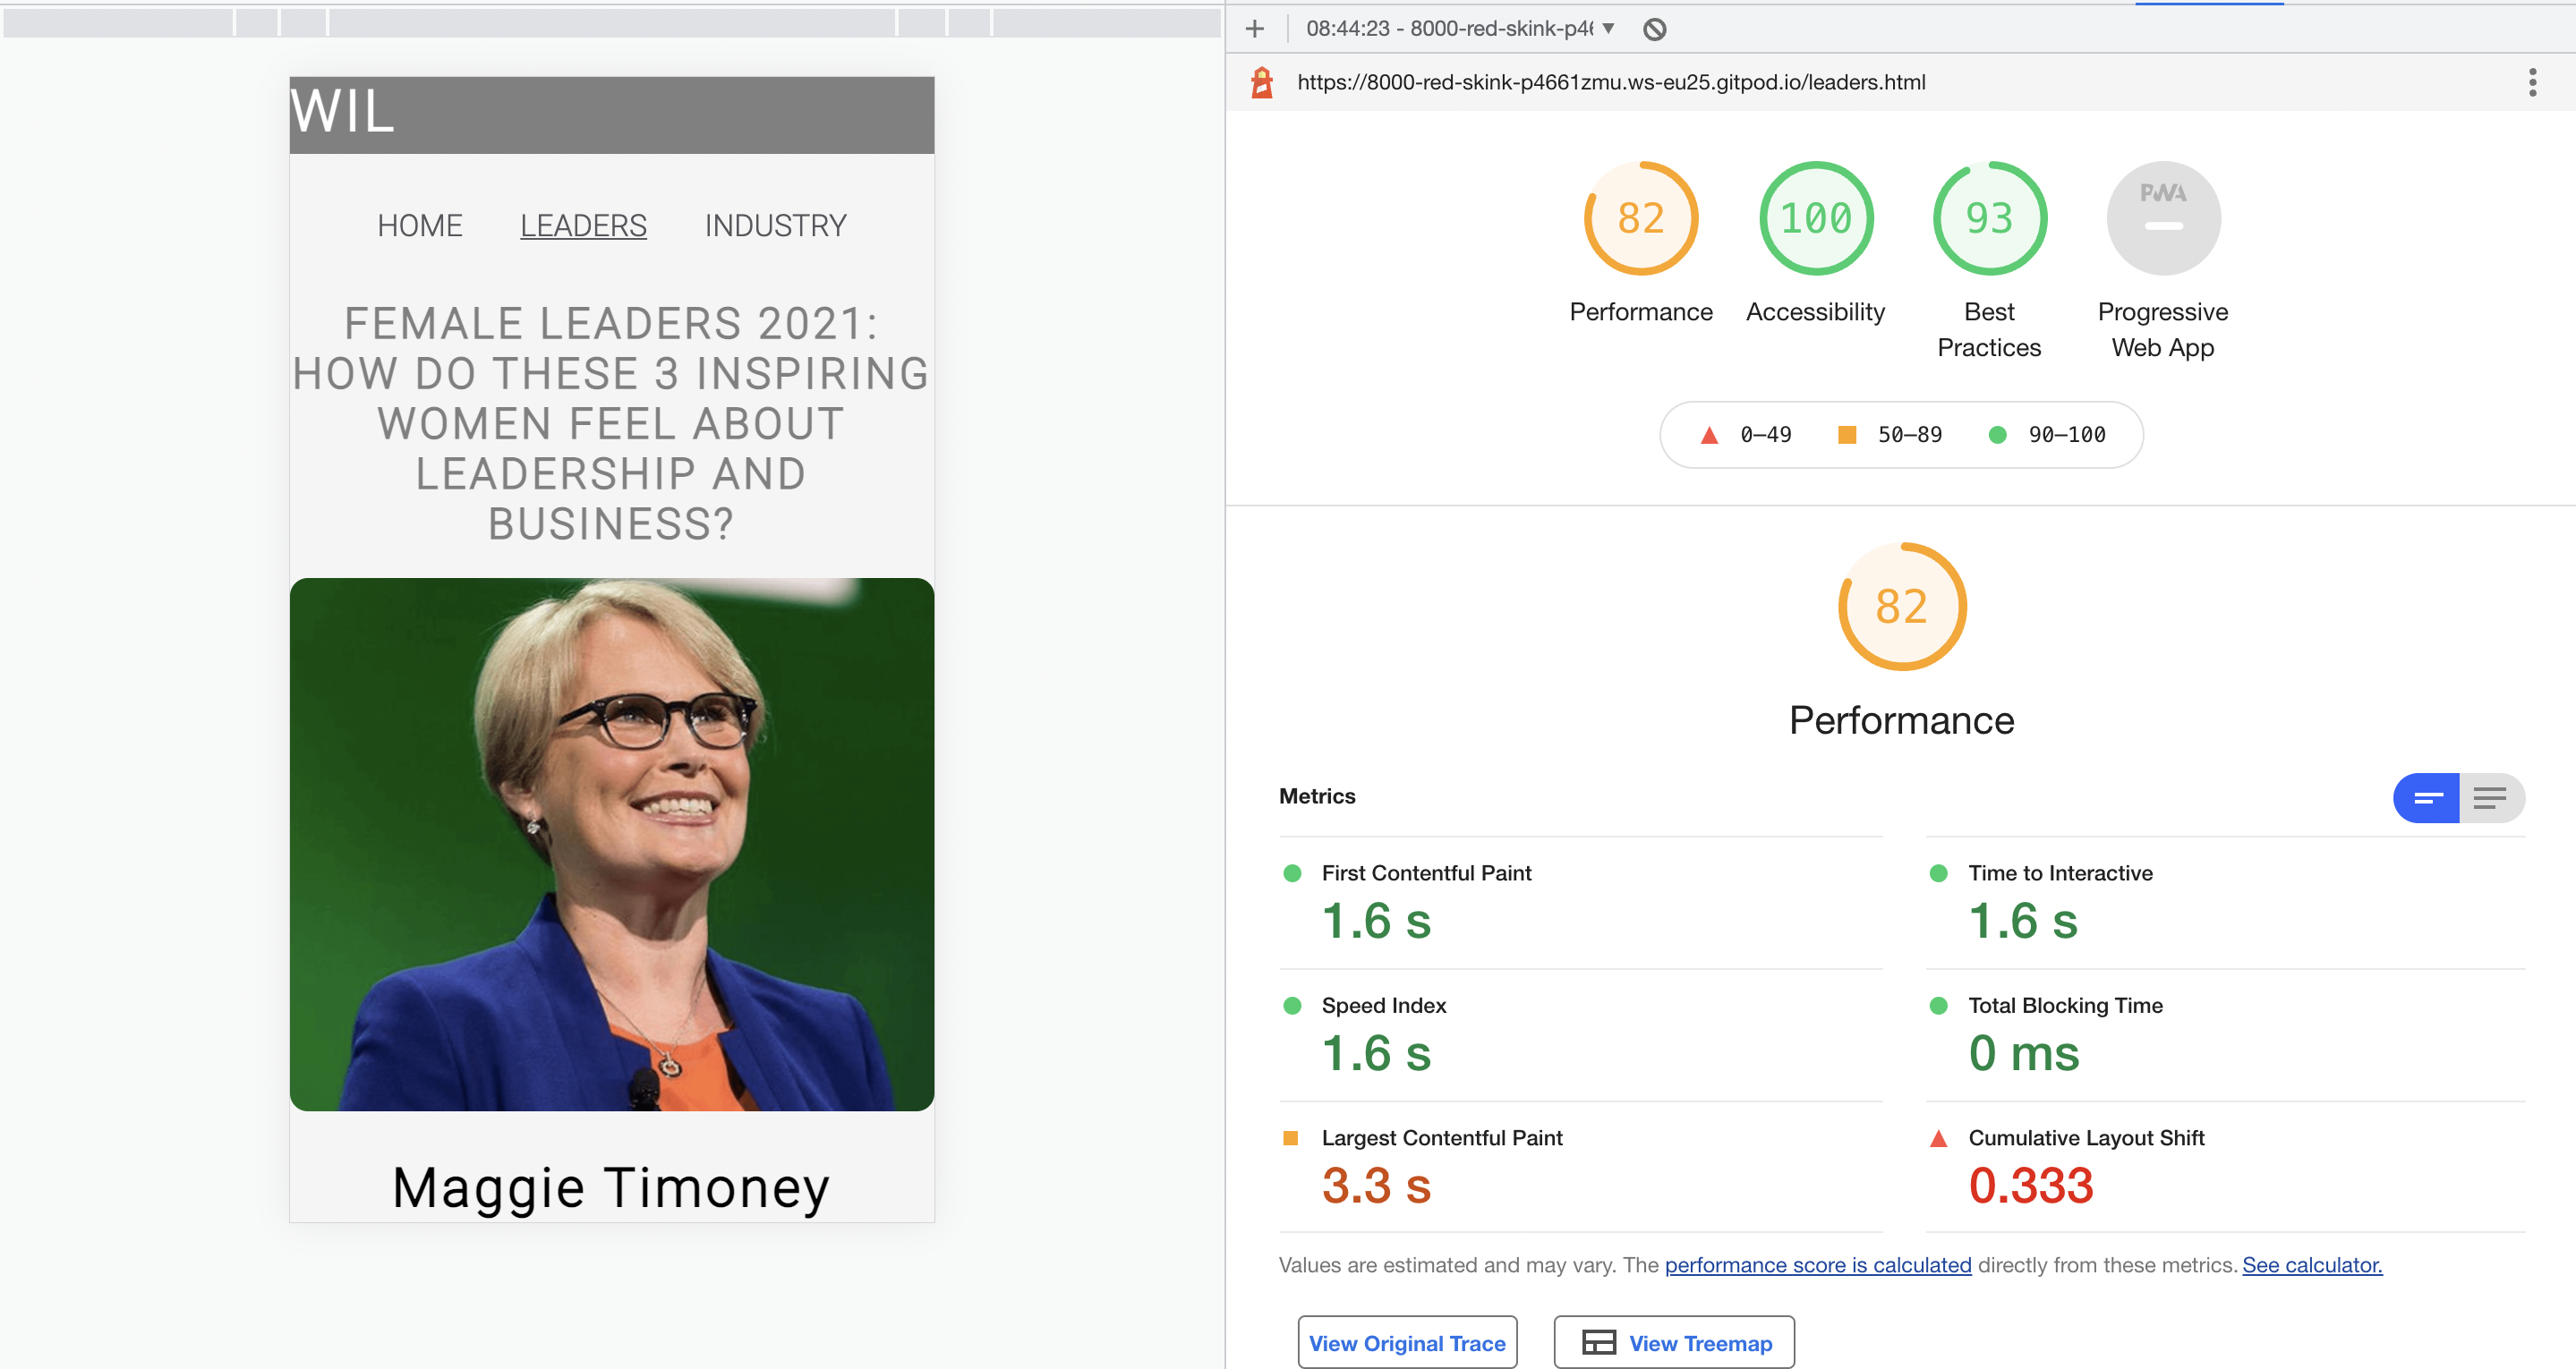 WIL
HOME LEADERS INDUSTRY
FEMALE LEADERS 2021:
HOW DO THESE 3 INSPIRING
WOMEN FEEL ABOUT
LEADERSHIP AND
BUSINESS?
Maggie Timoney
08:44:23 - 8000-red-skink-p4
https://8000-red-skink-p4661zmu.ws-eu25.gitpod.io/leaders.html
82
100
93
PWA
Performance
Accessibility
Best
Practices
Progressive
Web App
0–49
50–89
90–100
82
Performance
Metrics
First Contentful Paint
1.6 s
Time to Interactive
1.6 s
Speed Index
1.6 s
Total Blocking Time
0 ms
Largest Contentful Paint
3.3 s
Cumulative Layout Shift
0.333
Values are estimated and may vary. The performance score is calculated directly from these metrics. See calculator.
View Original Trace
View Treemap